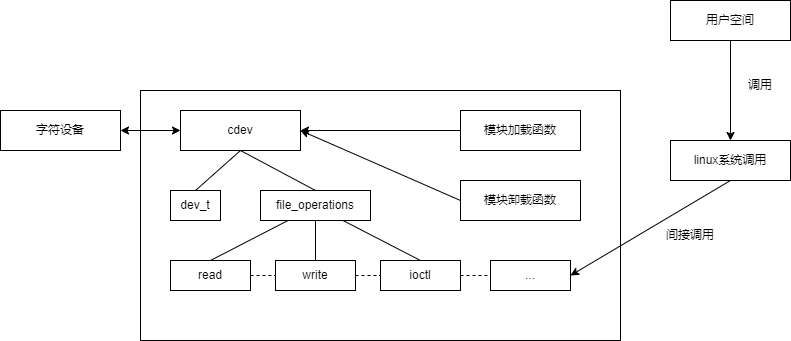 用户空间
调用
字符设备
cdev
模块加载函数
linux系统调用
dev_t
file_operations
模块卸载函数
间接调用
read
write
ioctl
...